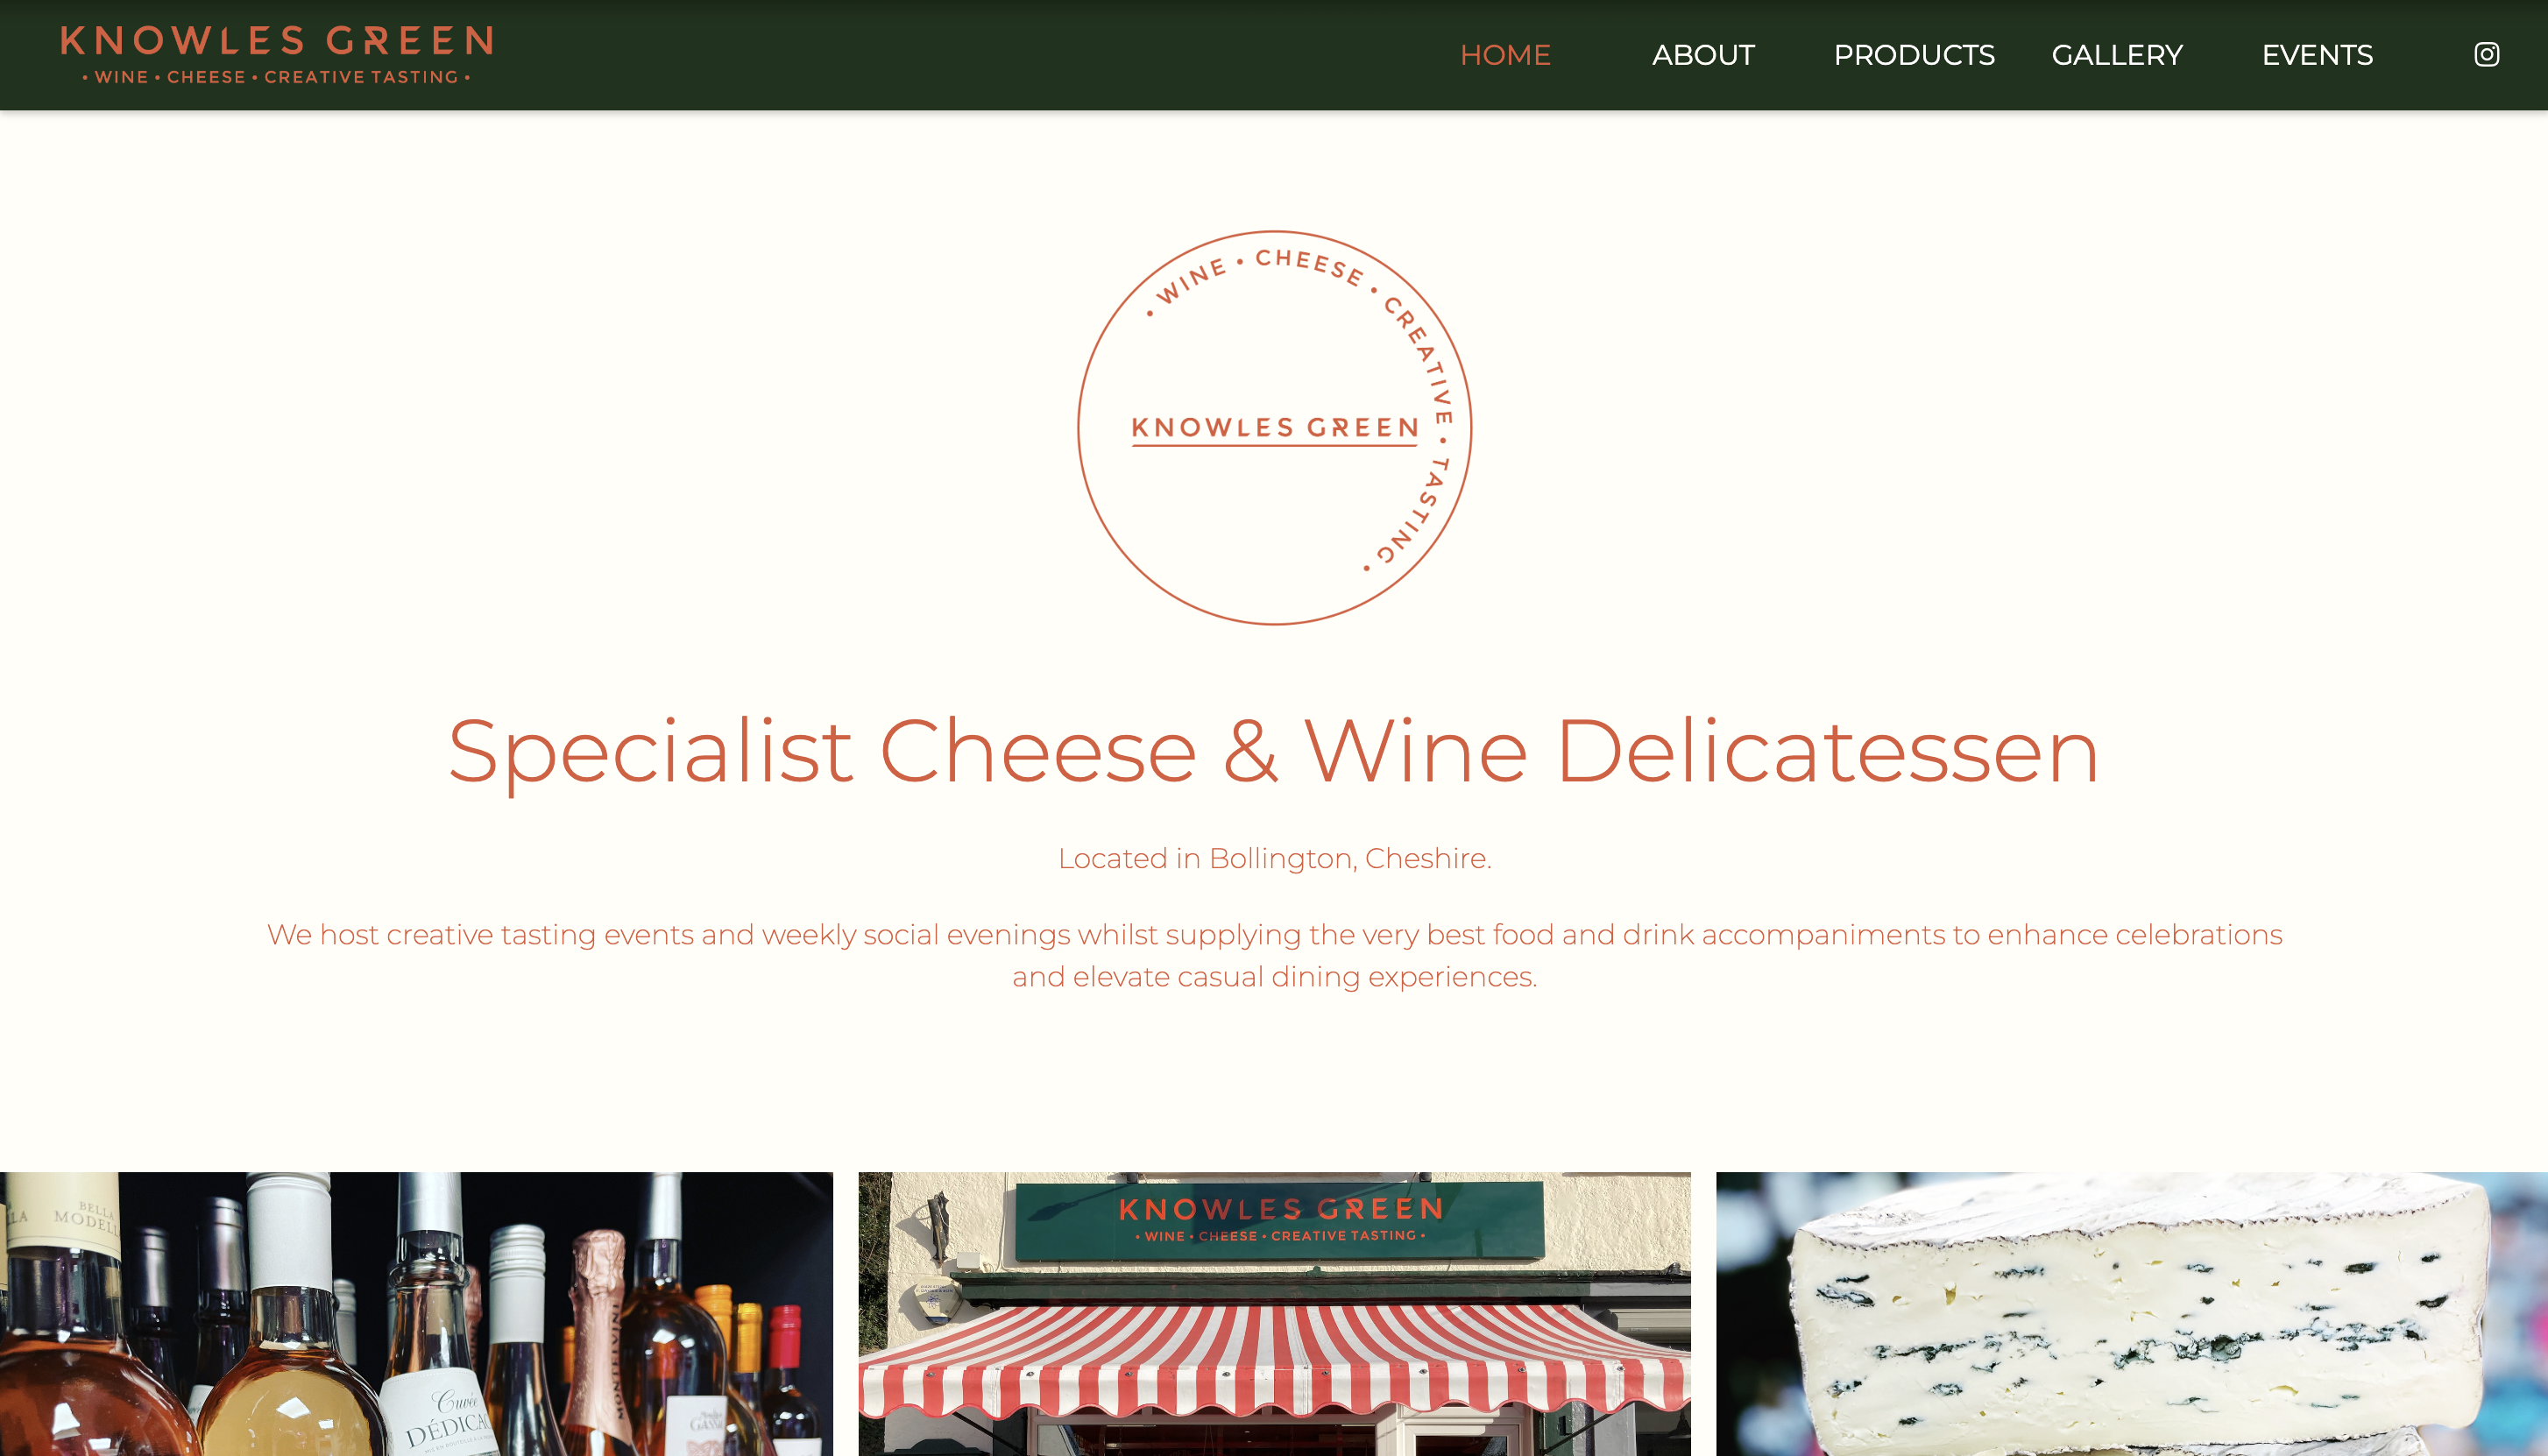 KNOWLES GREEN
• WINE • CHEESE • CREATIVE TASTING •
HOME
ABOUT
PRODUCTS
GALLERY
EVENTS
• WINE • CHEESE • CREATIVE • TASTING •
KNOWLES GREEN
Specialist Cheese & Wine Delicatessen
Located in Bollington, Cheshire.
We host creative tasting events and weekly social evenings whilst supplying the very best food and drink accompaniments to enhance celebrations
and elevate casual dining experiences.
BELLA
Cuvée
KNOWLES GREEN
• WINE • CHEESE • CREATIVE TASTING •